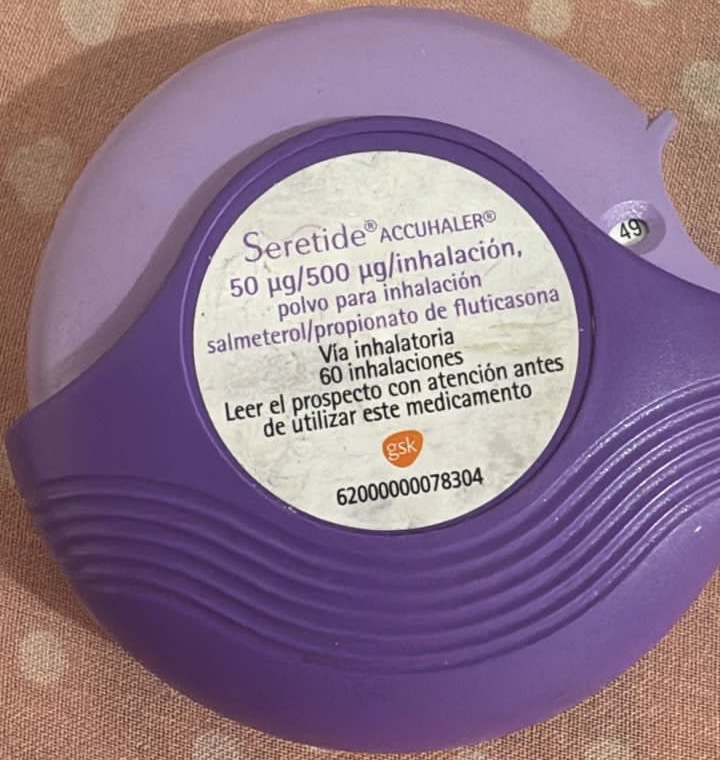 Seretide® ACCUHALER®
50 µg/500 µg/inhalación,
polvo para inhalación
salmeterol/propionato de fluticasona
Vía inhalatoria
60 inhalaciones
Leer el prospecto con atención antes
de utilizar este medicamento
gsk
62000000078304
49